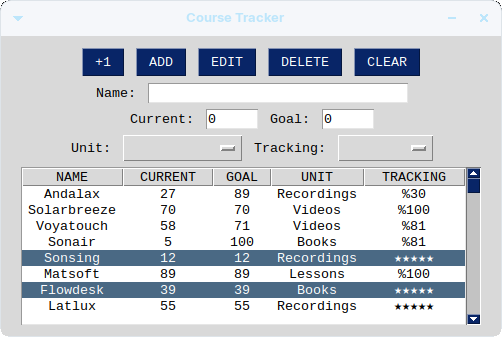 Course Tracker
+1 ADD EDIT DELETE CLEAR
Name:
Current: 0 Goal: 0
Unit: Tracking:
NAME CURRENT GOAL UNIT TRACKING
Andalax 27 89 Recordings %30
Solarbreeze 70 70 Videos %100
Voyatouch 58 71 Videos %81
Sonair 5 100 Books %81
Sonsing 12 12 Recordings ★★★★★
Matsoft 89 89 Lessons %100
Flowdesk 39 39 Books ★★★★★
Latlux 55 55 Recordings ★★★★★